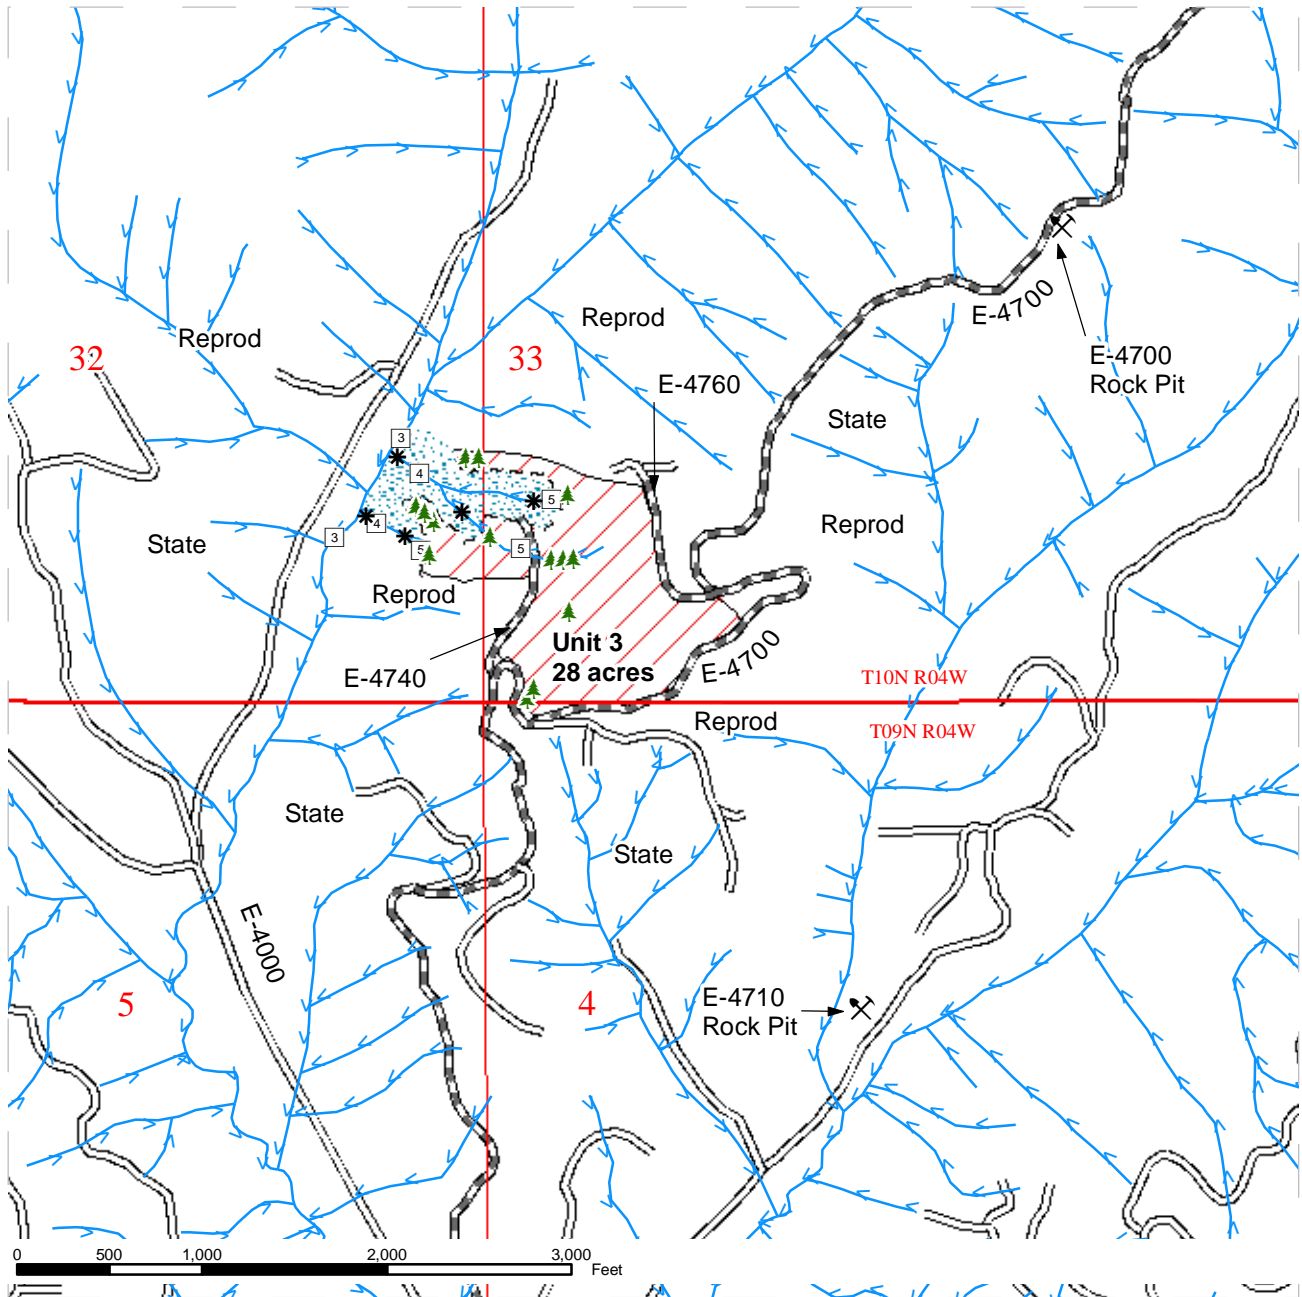 E-4700
Reprod
Reprod
32
33
E-4700
Rock Pit
E-4760
State
3
4
5
4
3
5
5
Reprod
State
Reprod
Unit 3
28 acres
E-4700
E-4740
T10N R04W
Reprod
T09N R04W
State
State
E-4000
5
4
E-4710
Rock Pit
0 500 1,000 2,000 3,000
Feet